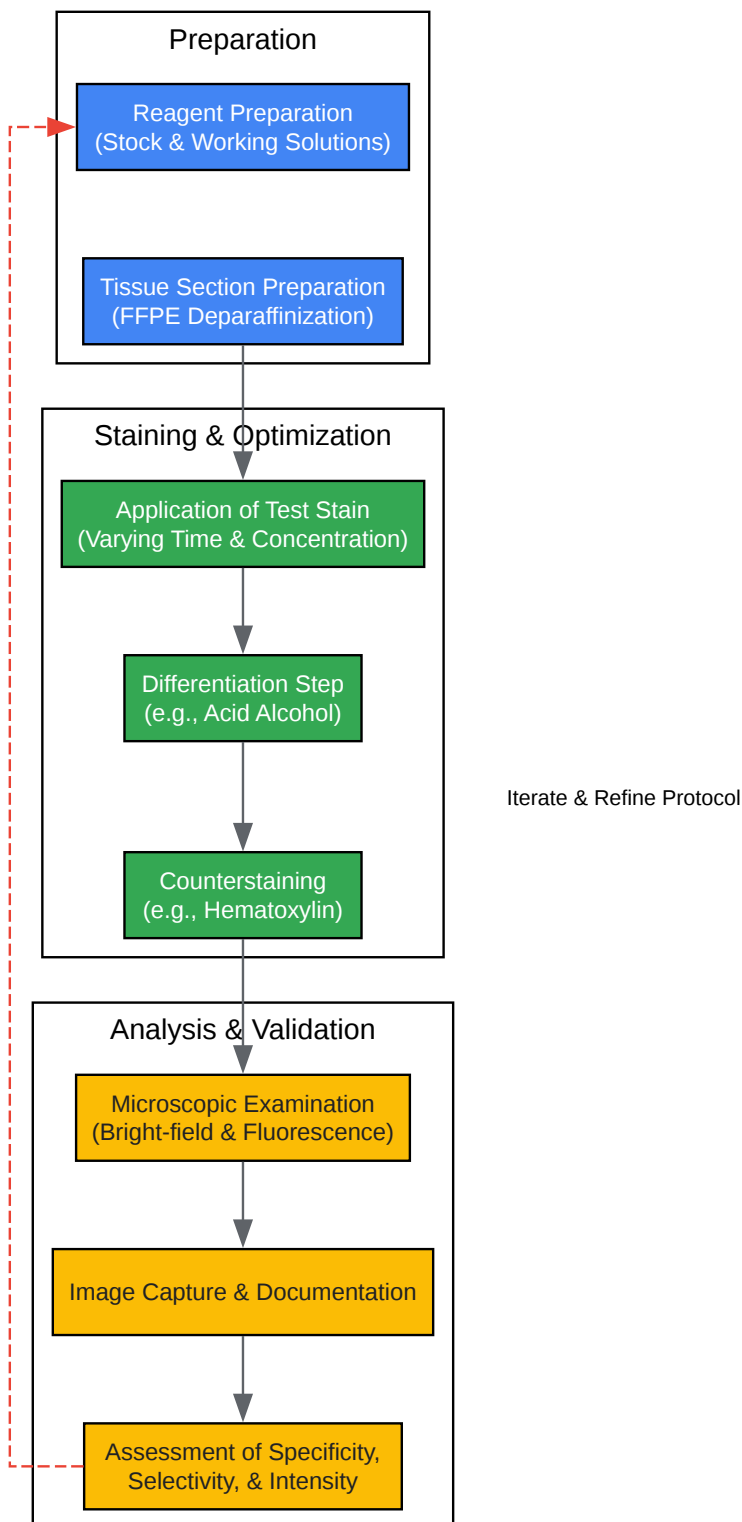 Preparation
Reagent Preparation
(Stock & Working Solutions)
Tissue Section Preparation
(FFPE Deparaffinization)
Staining & Optimization
Application of Test Stain
(Varying Time & Concentration)
Differentiation Step
(e.g., Acid Alcohol)
Iterate & Refine Protocol
Counterstaining
(e.g., Hematoxylin)
Analysis & Validation
Microscopic Examination
(Bright-field & Fluorescence)
Image Capture & Documentation
Assessment of Specificity,
Selectivity, & Intensity